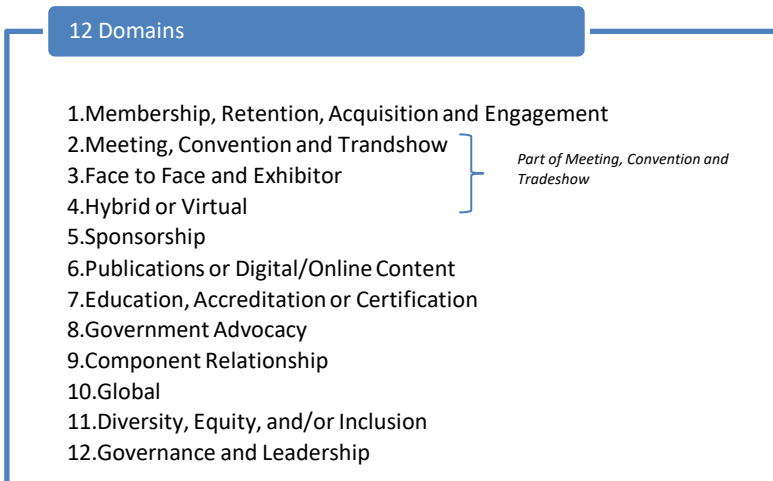 12 Domains
1.Membership, Retention, Acquisition and Engagement
2.Meeting, Convention and Trandshow
3.Face to Face and Exhibitor
4.Hybrid or Virtual
Part of Meeting, Convention and
Tradeshow
5.Sponsorship
6.Publications or Digital/Online Content
7.Education, Accreditation or Certification
8.Government Advocacy
9.Component Relationship
10.Global
11.Diversity, Equity, and/or Inclusion
12.Governance and Leadership